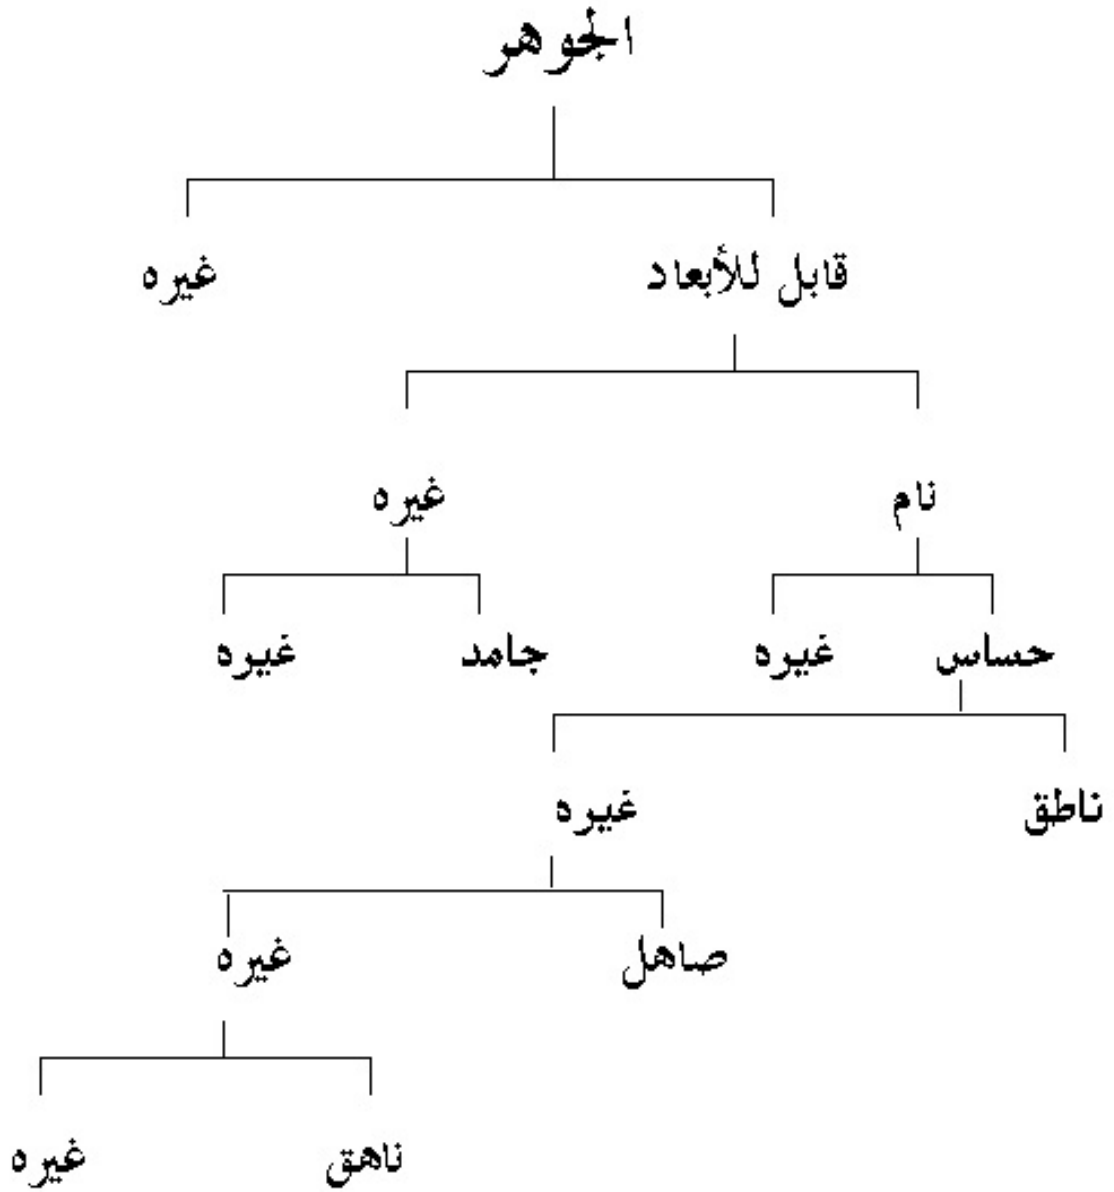 الجوهر
قابل للأبعاد غيره
نام غيره
حساس غيره جامد غيره
ناطق غيره
صاهل غيره
ناهق غيره